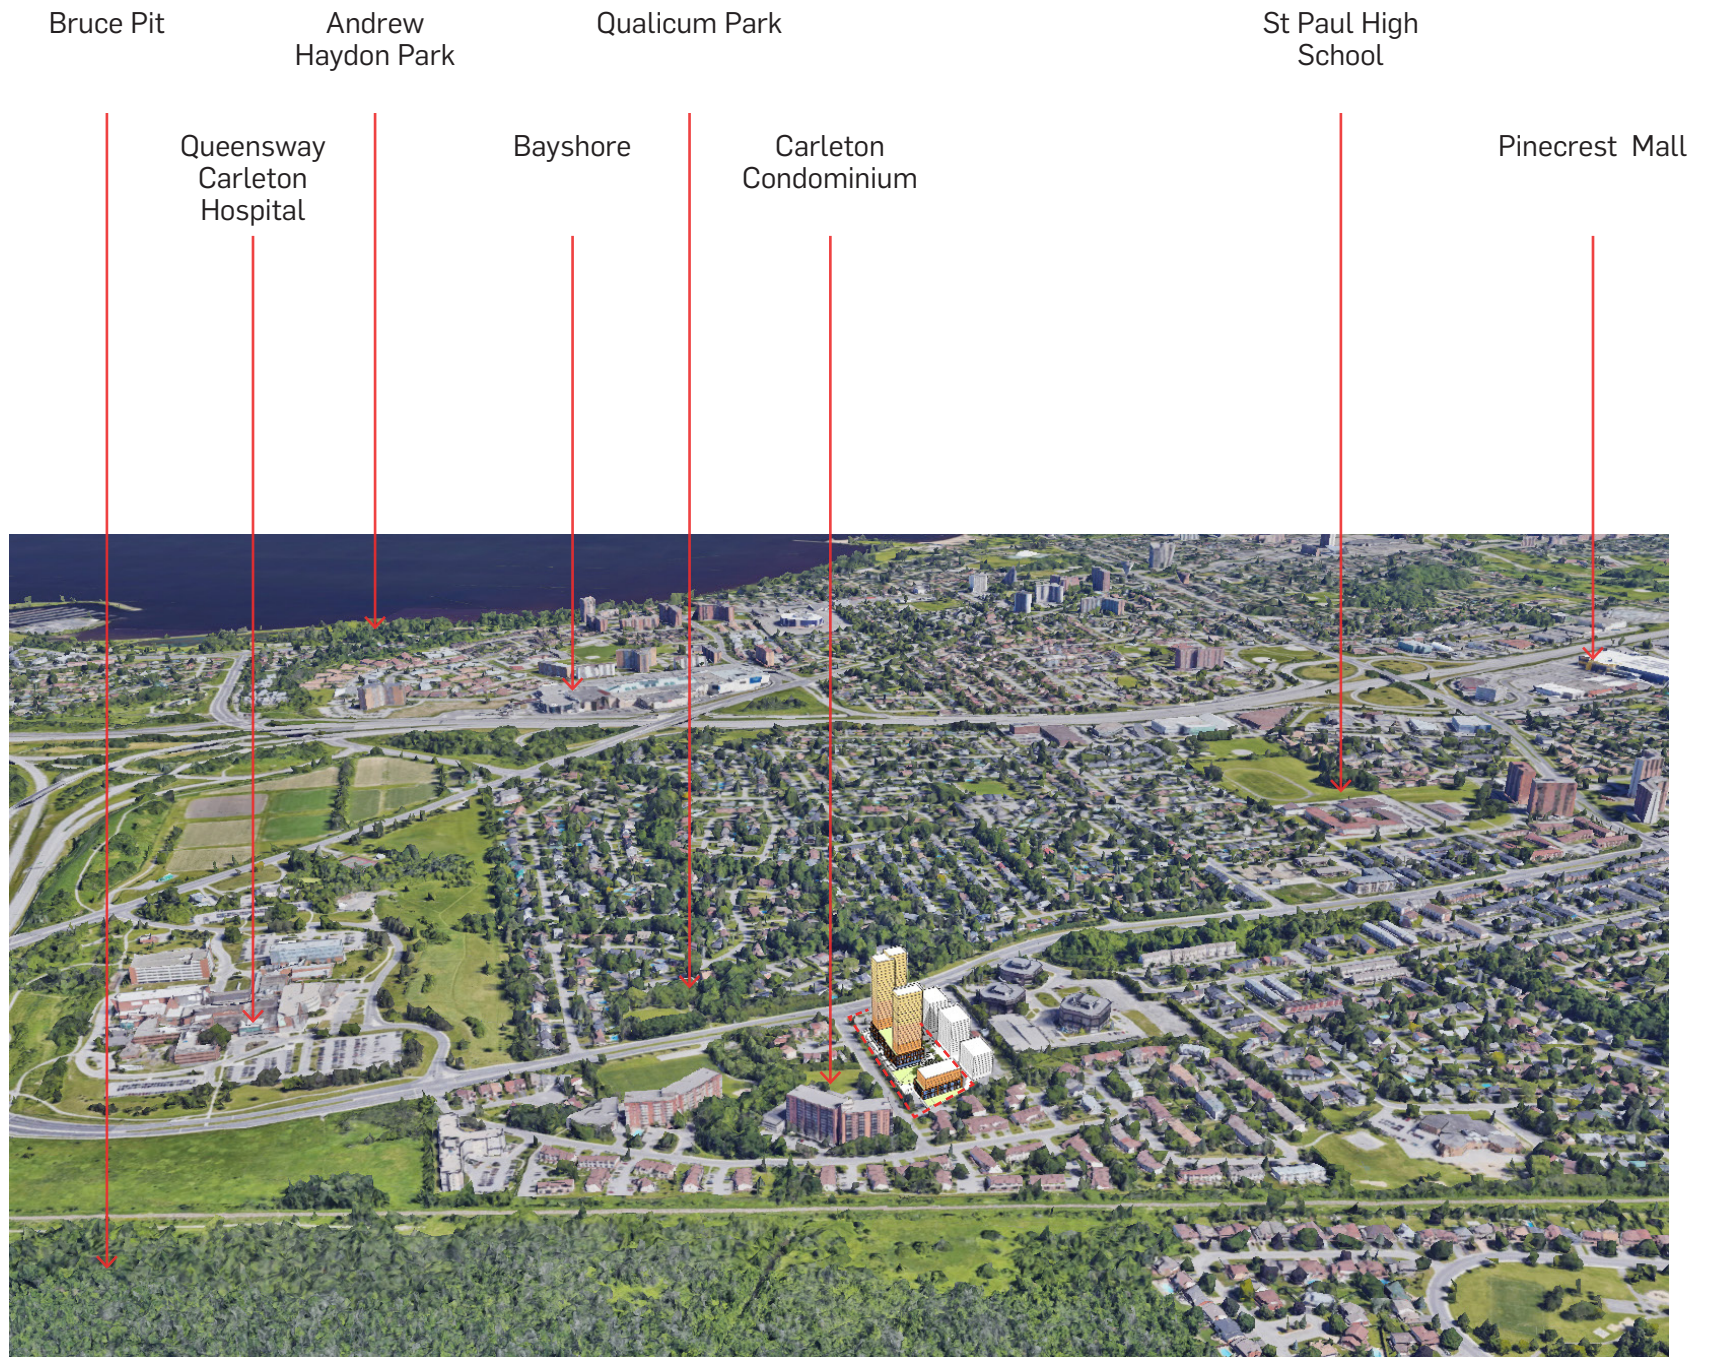 Bruce Pit
Andrew
Haydon Park
Qualicum Park
St Paul High
School
Queensway
Carleton
Hospital
Bayshore
Carleton
Condominium
Pinecrest Mall